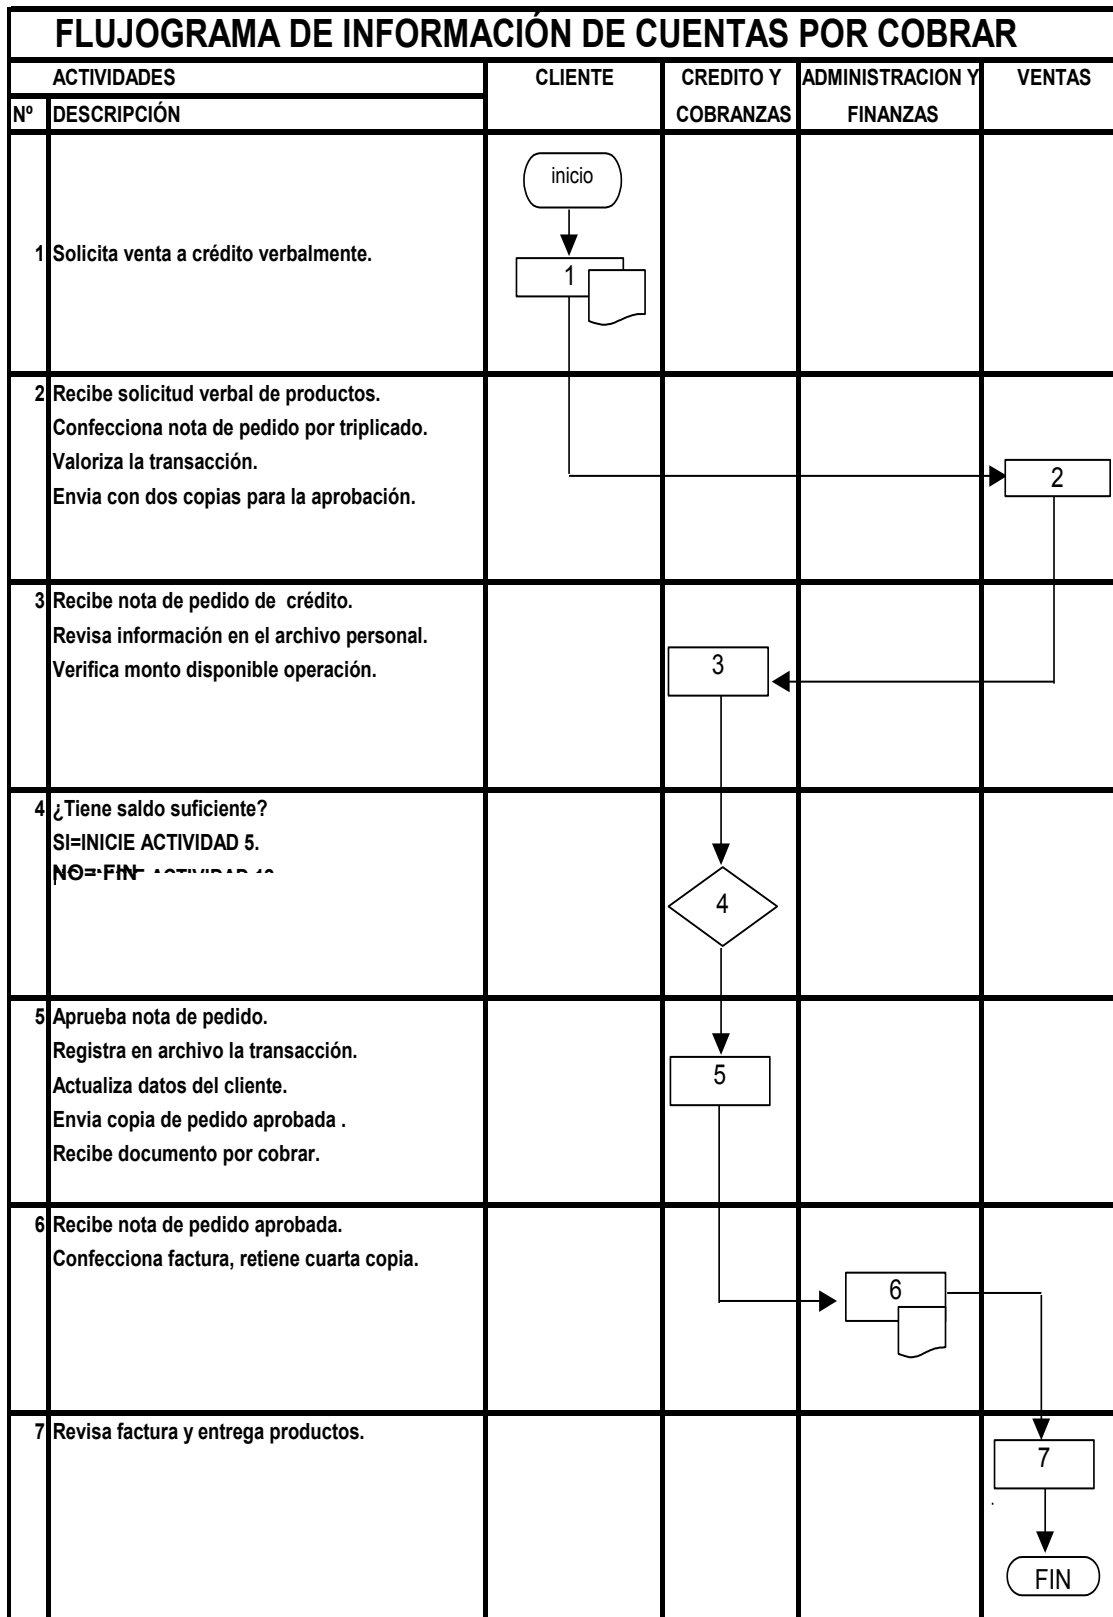 FLUJOGRAMA DE INFORMACIÓN DE CUENTAS POR COBRAR
ACTIVIDADES CLIENTE CREDITO Y ADMINISTRACION Y VENTAS
Nº DESCRIPCIÓN COBRANZAS FINANZAS
inicio
1 Solicita venta a crédito verbalmente.
1
2 Recibe solicitud verbal de productos.
Confecciona nota de pedido por triplicado.
Valoriza la transacción.
2
Envia con dos copias para la aprobación.
3 Recibe nota de pedido de crédito.
Revisa información en el archivo personal.
3
Verifica monto disponible operación.
4 ¿Tiene saldo suficiente?
SI=INICIE ACTIVIDAD 5.
NO= FIN
4
5 Aprueba nota de pedido.
Registra en archivo la transacción.
5
Actualiza datos del cliente.
Envia copia de pedido aprobada .
Recibe documento por cobrar.
6 Recibe nota de pedido aprobada.
Confecciona factura, retiene cuarta copia.
6
7 Revisa factura y entrega productos.
7
FIN